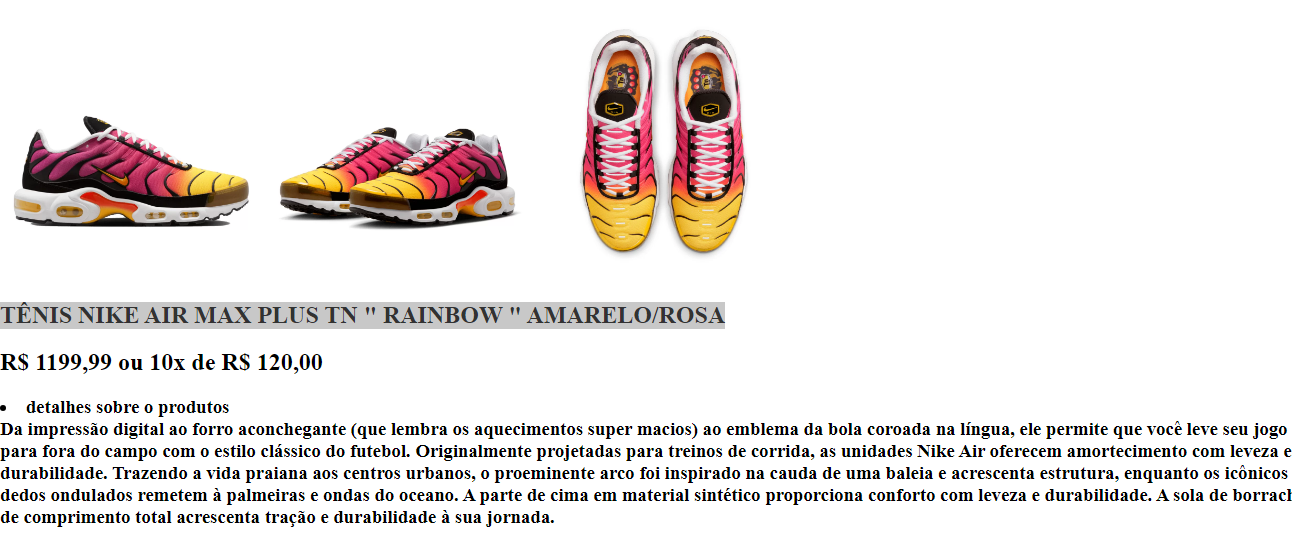 TÊNIS NIKE AIR MAX PLUS TN " RAINBOW " AMARELO/ROSA
R$ 1199,99 ou 10x de R$ 120,00
detalhes sobre o produtos
Da impressão digital ao forro aconchegante (que lembra os aquecimentos super macios) ao emblema da bola coroada na língua, ele permite que você leve seu jogo
para fora do campo com o estilo clássico do futebol. Originalmente projetadas para treinos de corrida, as unidades Nike Air oferecem amortecimento com leveza e
durabilidade. Trazendo a vida praiana aos centros urbanos, o proeminente arco foi inspirado na cauda de uma baleia e acrescenta estrutura, enquanto os icônicos
dedos ondulados remetem à palmeiras e ondas do oceano. A parte de cima em material sintético proporciona conforto com leveza e durabilidade. A sola de
de comprimento total acrescenta tração e durabilidade à sua jornada.